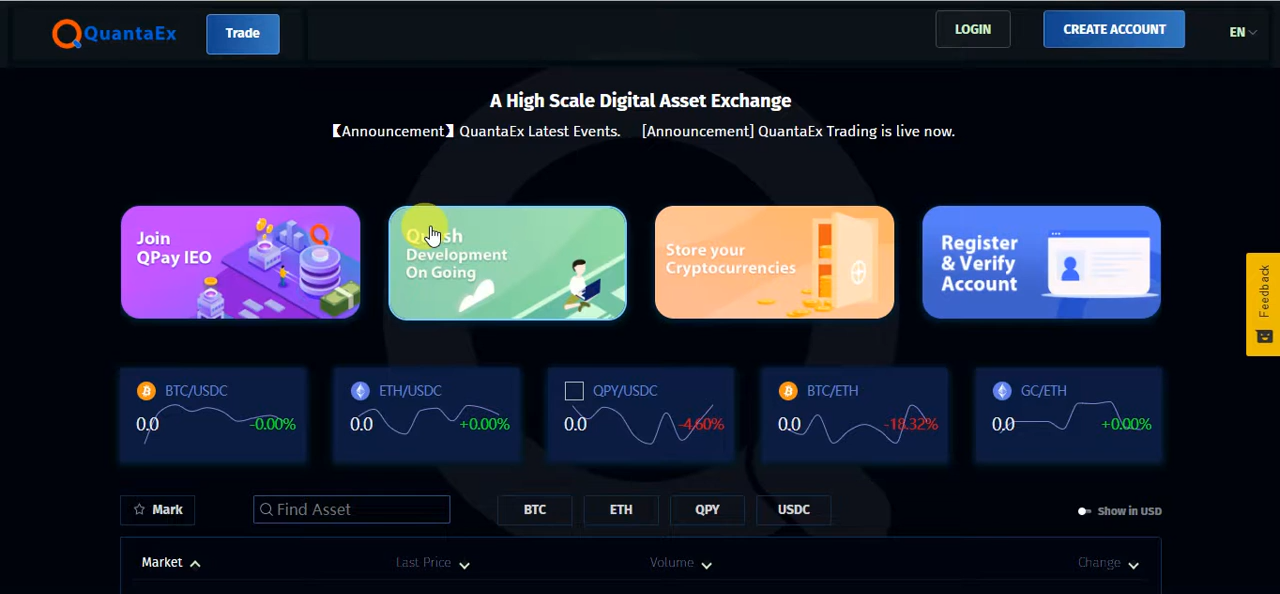 QuantaEx
Trade
LOGIN
CREATE ACCOUNT
EN
A High Scale Digital Asset Exchange
【Announcement】 QuantaEx Latest Events. [Announcement] QuantaEx Trading is live now.
Join
QPay IEO
Development
On Going
Store your
Cryptocurrencies
Register
& Verify
Account
Feedback
BTC/USDC
0.0 -0.00%
ETH/USDC
0.0 +0.00%
QPY/USDC
0.0 -4.60%
BTC/ETH
0.0 -18.32%
GC/ETH
0.0 +0.00%
Mark
Find Asset
BTC
ETH
QPY
USDC
Show in USD
Market
Last Price
Volume
Change